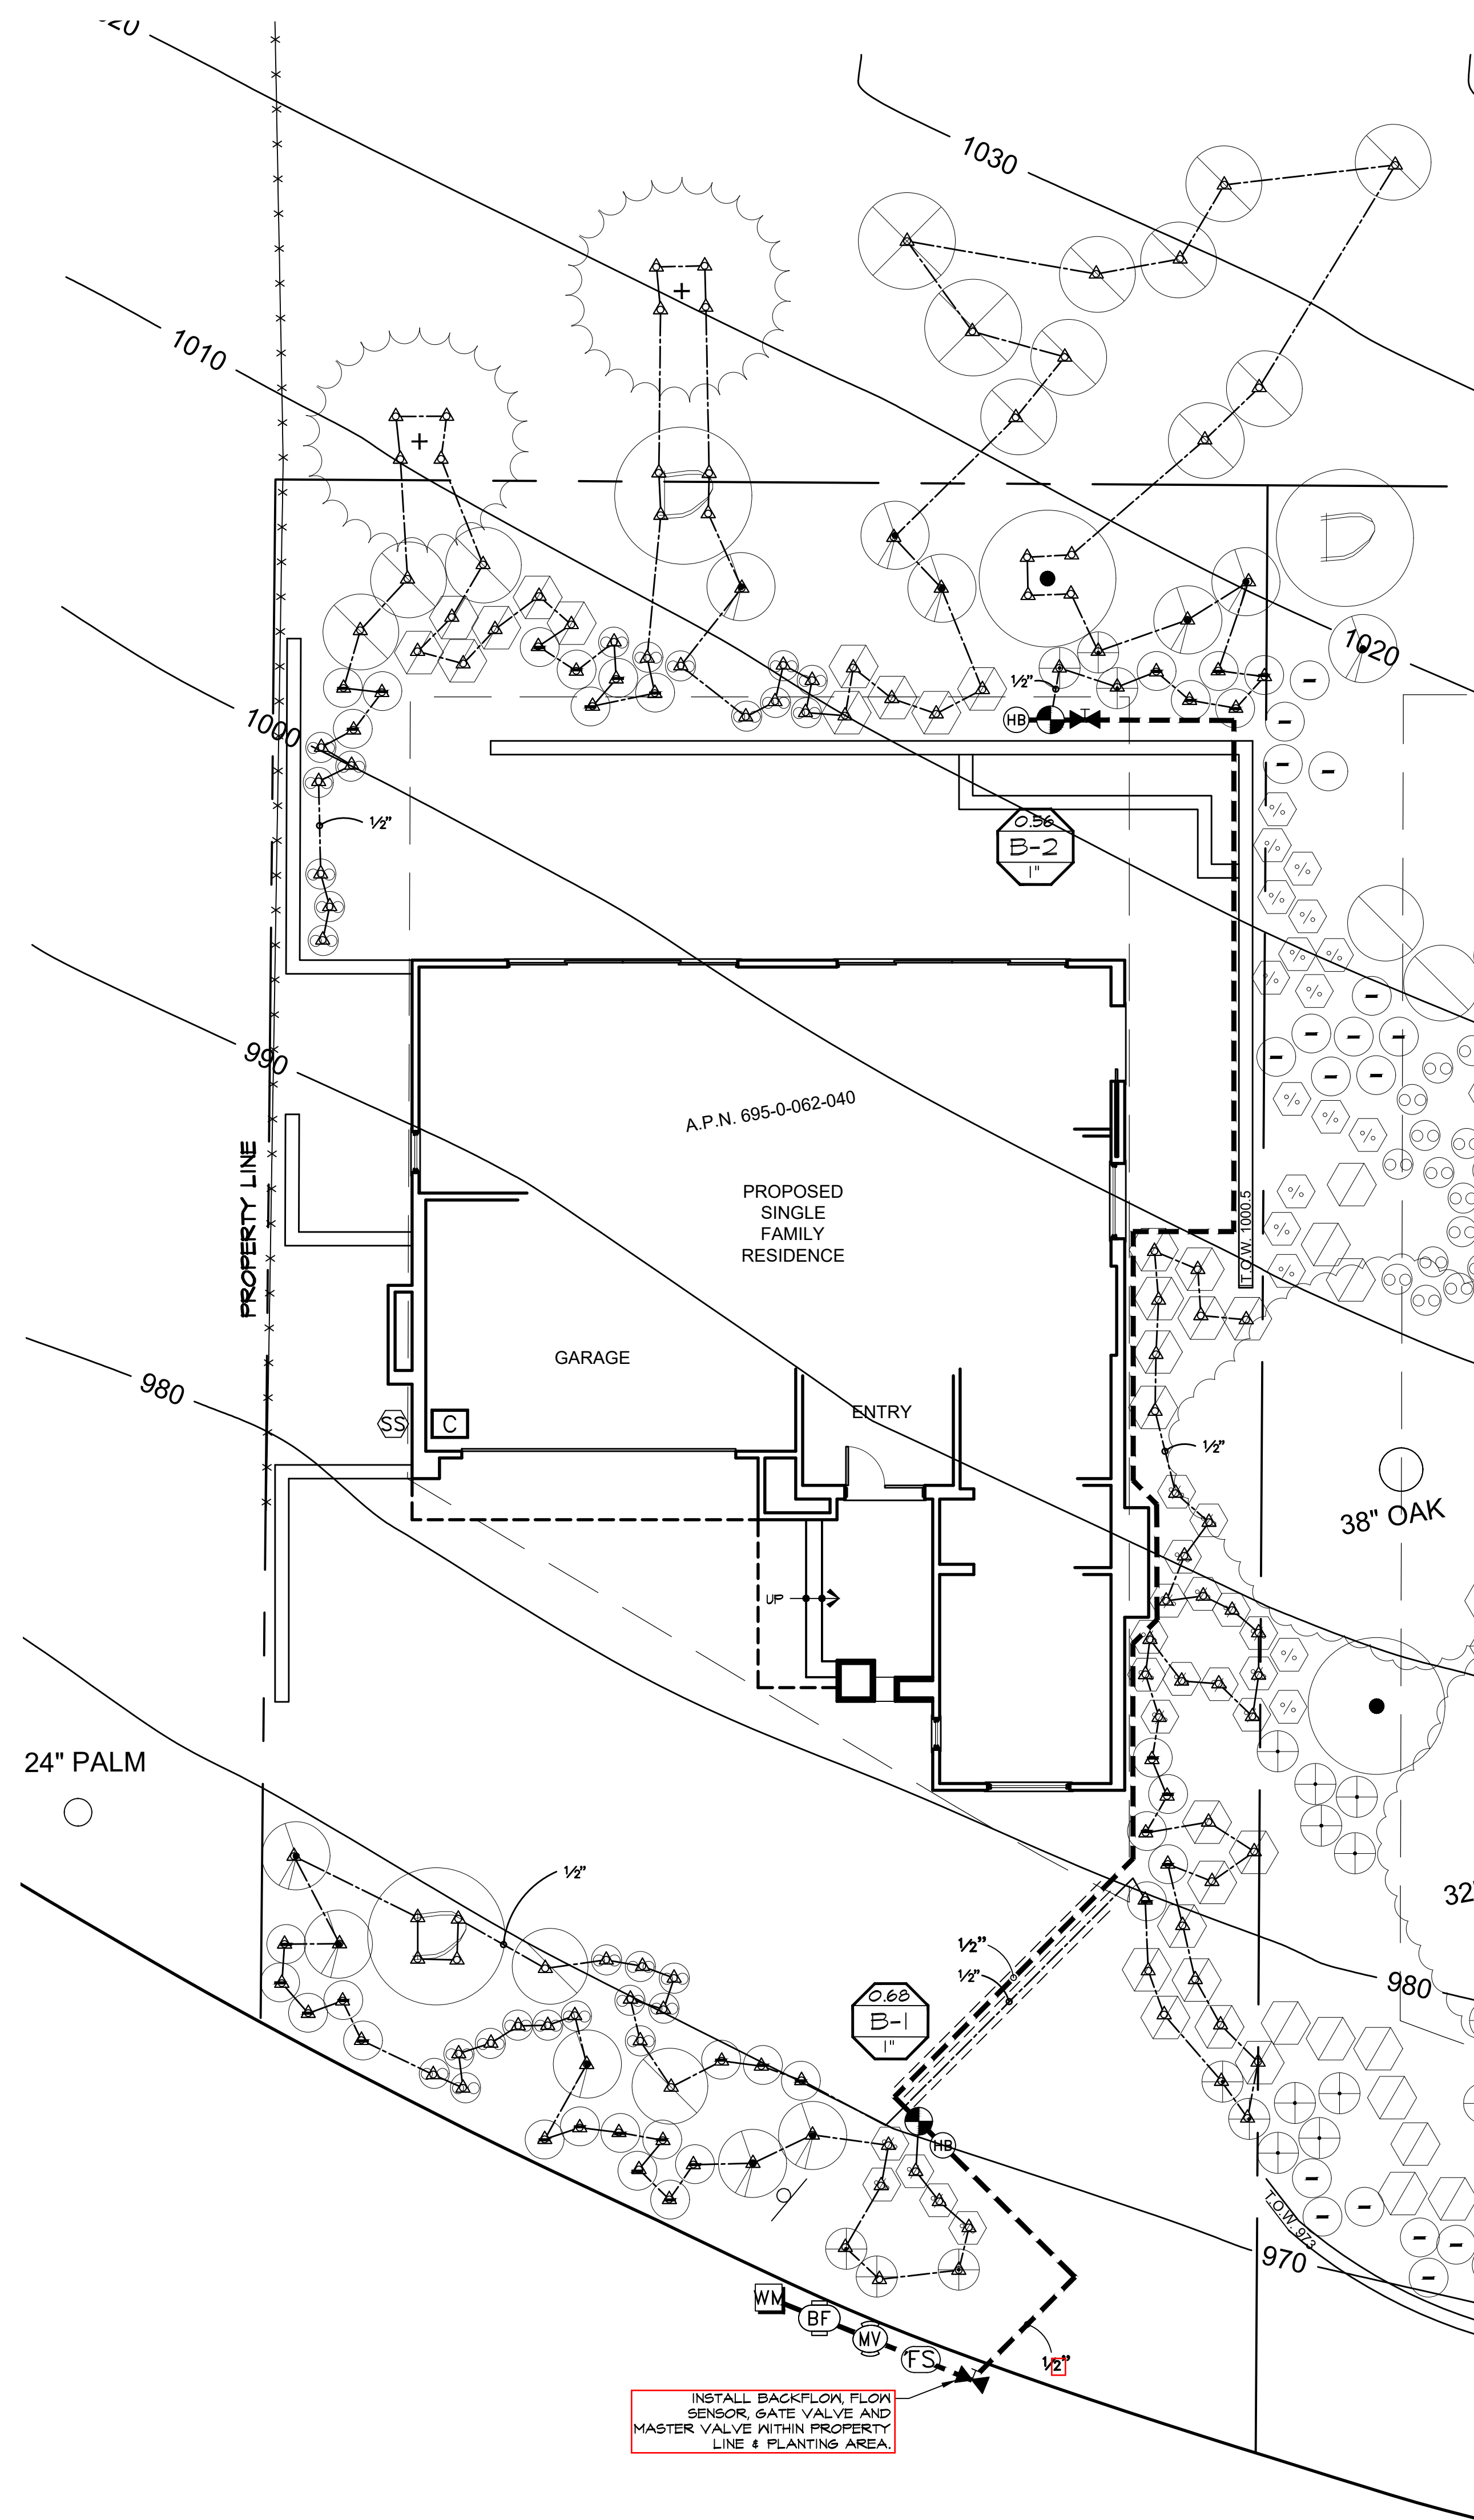 1030
1010
1020
½"
HB
1000
½"
0.56
B-2
1"
990
A.P.N. 695-0-062-040
PROPERTY LINE
PROPOSED
SINGLE
FAMILY
RESIDENCE
T.O.W. 1000.5
GARAGE
980
ENTRY
SS
C
½"
38" OAK
UP
24" PALM
½"
32"
½"
½"
980
0.68
B-1
1"
HB
T.O.W. 973
970
WM
BF
MV
FS
½"
INSTALL BACKFLOW, FLOW
SENSOR, GATE VALVE AND
MASTER VALVE WITHIN PROPERTY
LINE & PLANTING AREA.